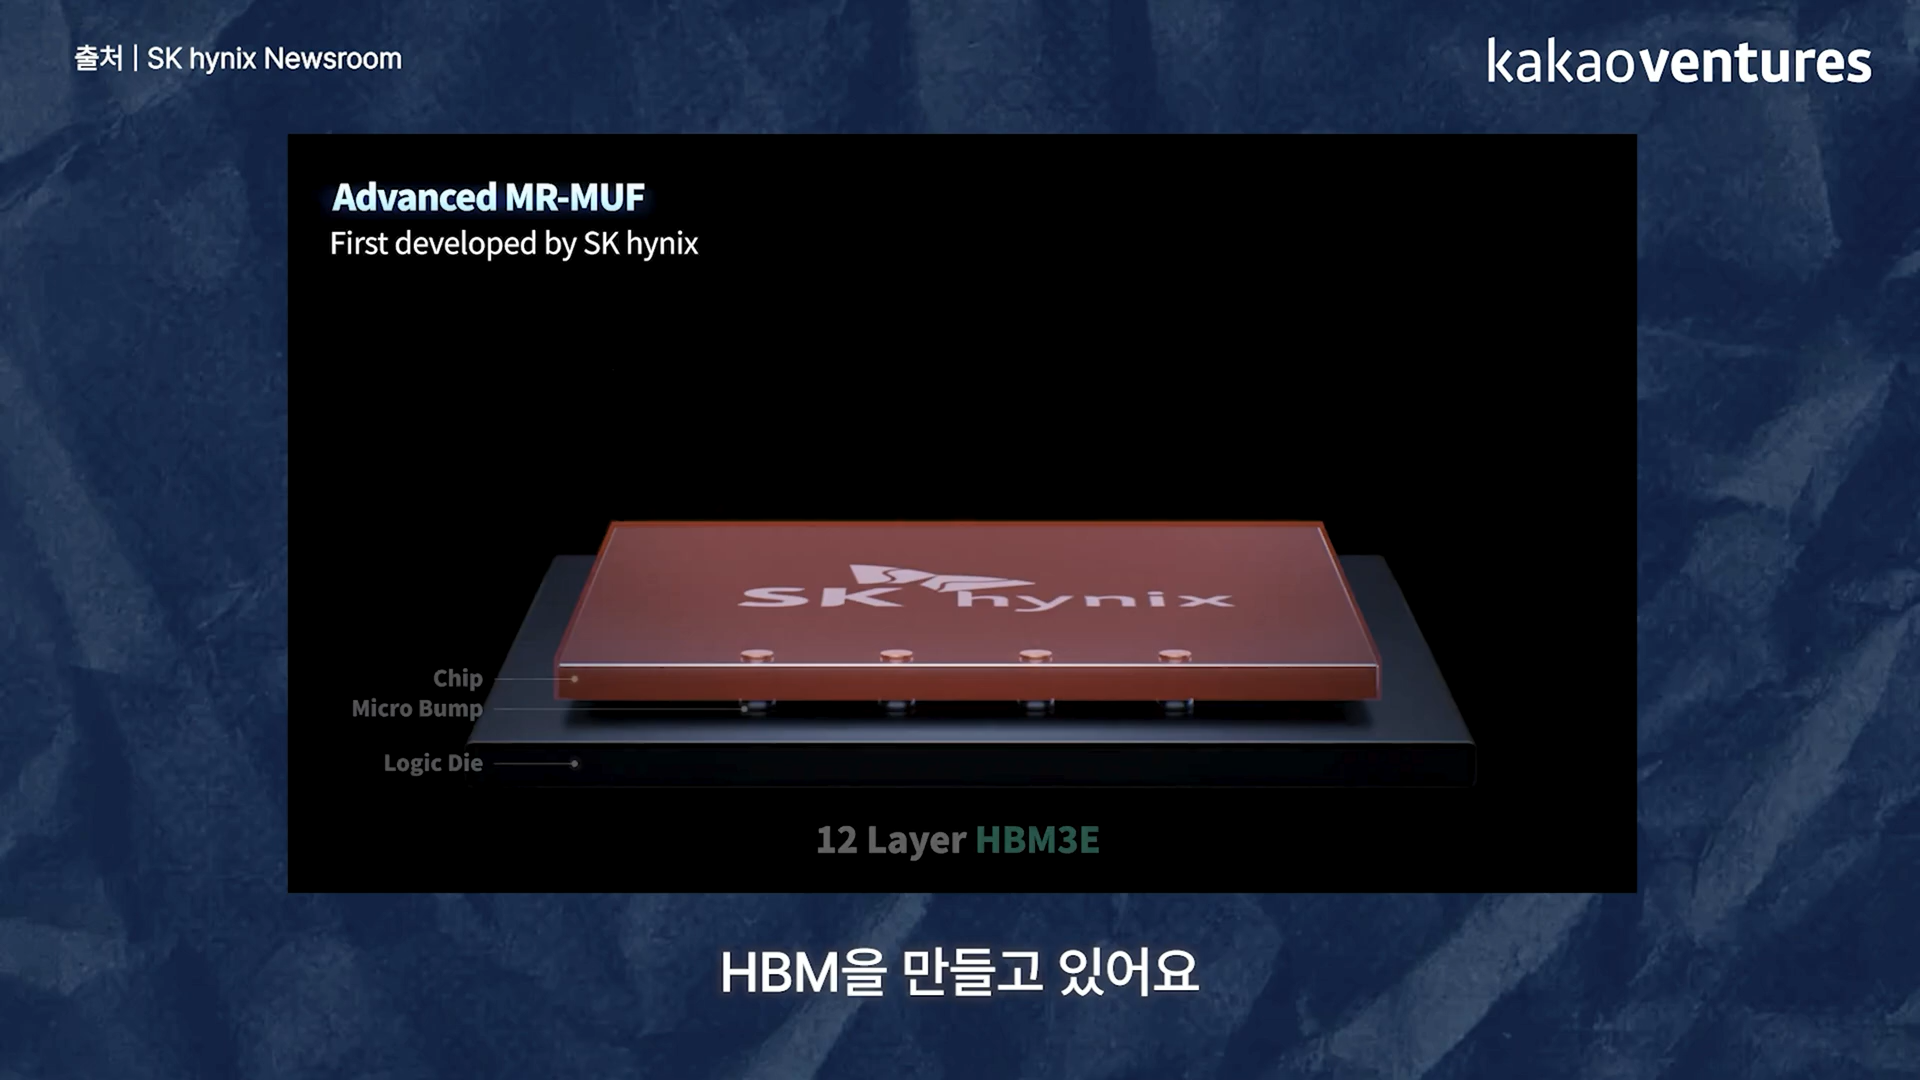 출처 | SK hynix Newsroom
kakaoventures
Advanced MR-MUF
First developed by SK hynix
SK hynix
Chip
Micro Bump
Logic Die
12 Layer HBM3E
HBM을 만들고 있어요